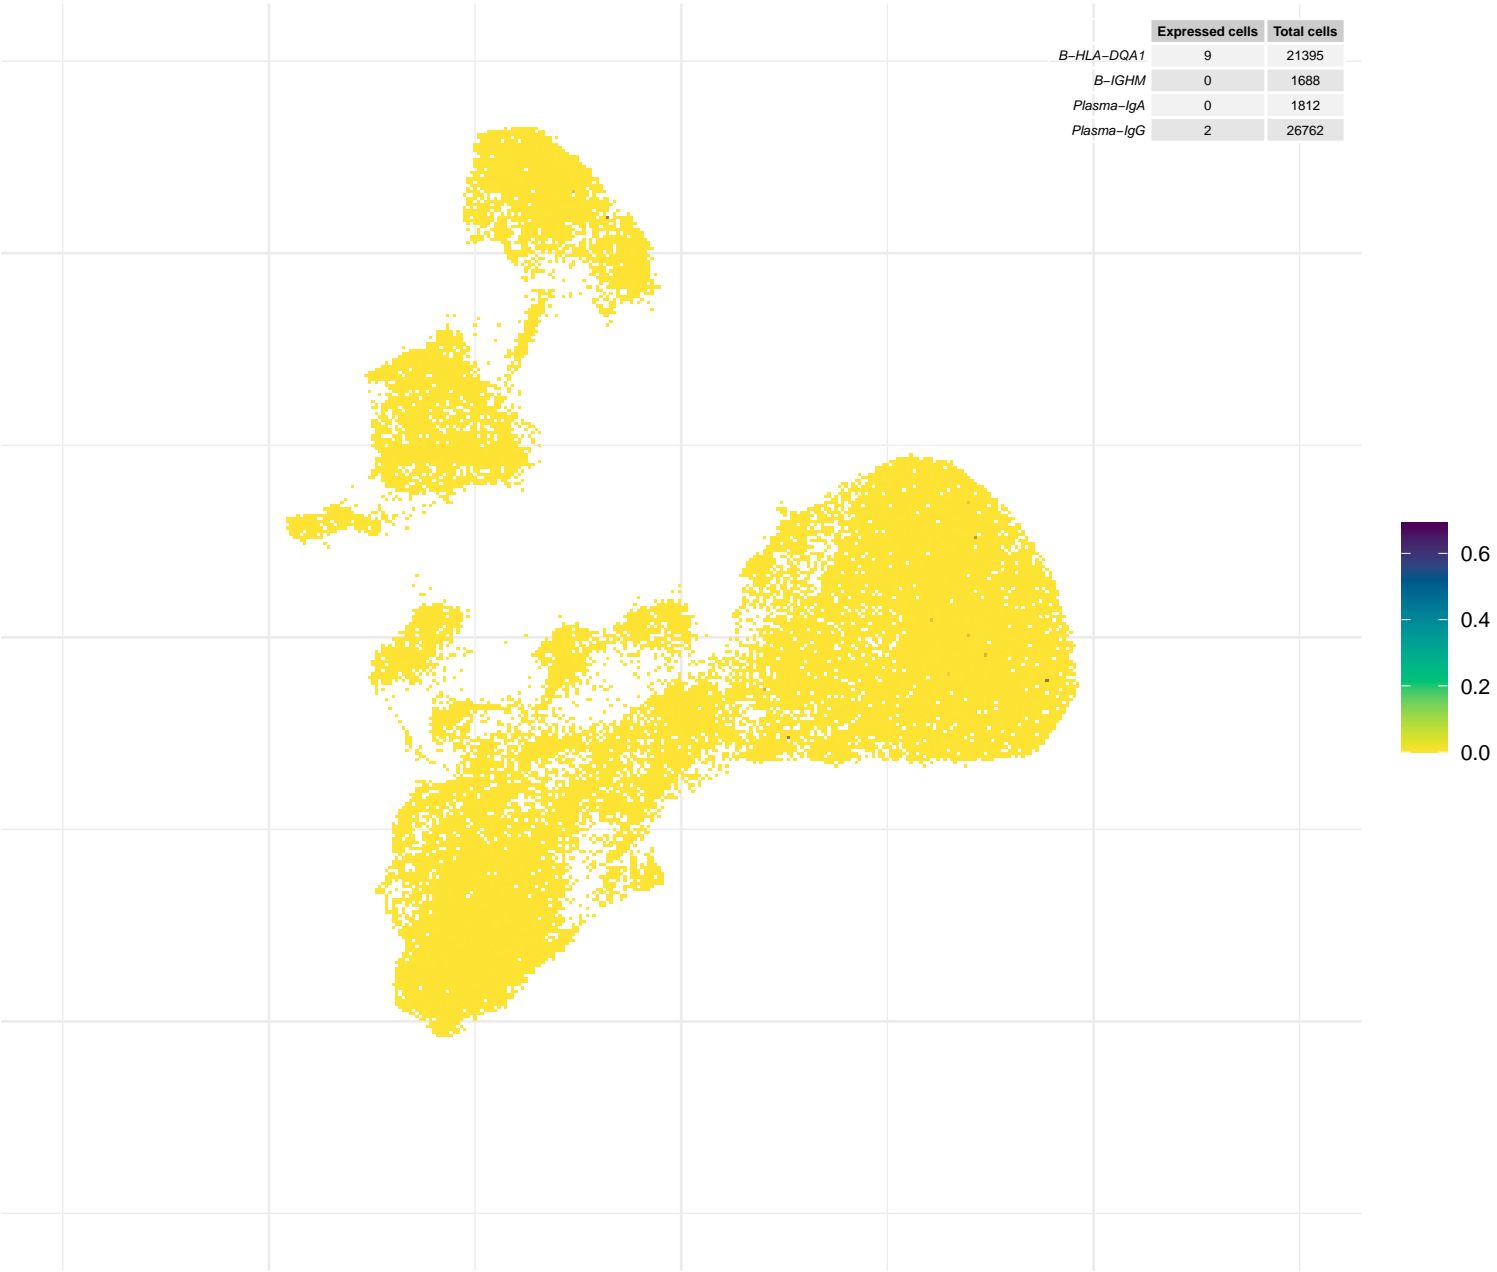 Expressed cells Total cells
B-HLA-DQA1 9 21395
B-IGHM 0 1688
Plasma-IgA 0 1812
Plasma-IgG 2 26762
0.6
0.4
0.2
0.0